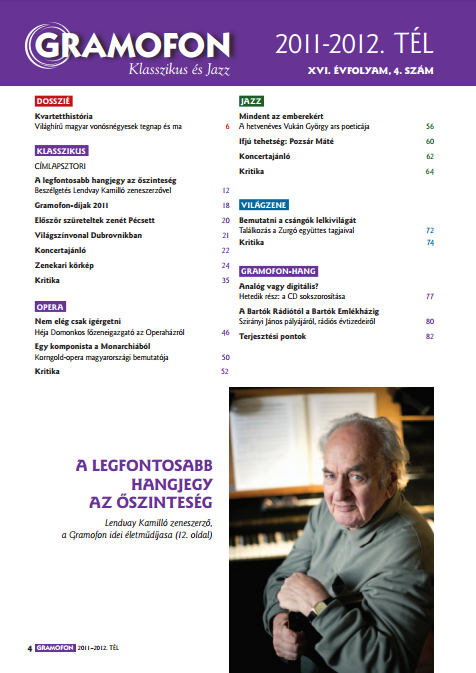 GRAMOFON
Klasszikus és Jazz
2011-2012. TÉL
XVI. ÉVFOLYAM, 4. SZÁM
DOSSZIÉ
Kvartetthistória
Világhírű magyar vonósnégyesek tegnap és ma 6
KLASSZIKUS
CÍMLAPSZTORI
A legfontosabb hangjegy az őszinteség
Beszélgetés Lendvay Kamilló zeneszerzővel 12
Gramofon-díjak 2011 18
Először szüreteltek zenét Pécsett 20
Világszínvonal Dubrovnikban 21
Koncertajánló 22
Zenekari körkép 24
Kritika 35
OPERA
Nem elég csak ígérgetni
Héja Domonkos főzeneigazgató az Operaházról 46
Egy komponista a Monarchiából
Korngold-opera magyarországi bemutatója 50
Kritika 52
JAZZ
Mindent az emberekért
A hetvenéves Vukán György ars poeticája 56
Ifjú tehetség: Pozsár Máté 60
Koncertajánló 62
Kritika 64
VILÁGZENE
Bemutatni a csángók lelkivilágát
Találkozás a Zurgó együttes tagjaival 72
Kritika 74
GRAMOFON-HANG
Analóg vagy digitális?
Hetedik rész: a CD sokszorosítása 77
A Bartók Rádiótól a Bartók Emlékházig
Szirányi János pályájáról, rádiós évtizedeiről 80
Terjesztési pontok 82
A LEGFONTOSABB
HANGJEGY
AZ ŐSZINTESÉG
Lendvay Kamilló zeneszerző,
a Gramofon idei életműdíjasa (12. oldal)
4 GRAMOFON 2011–2012. TÉL